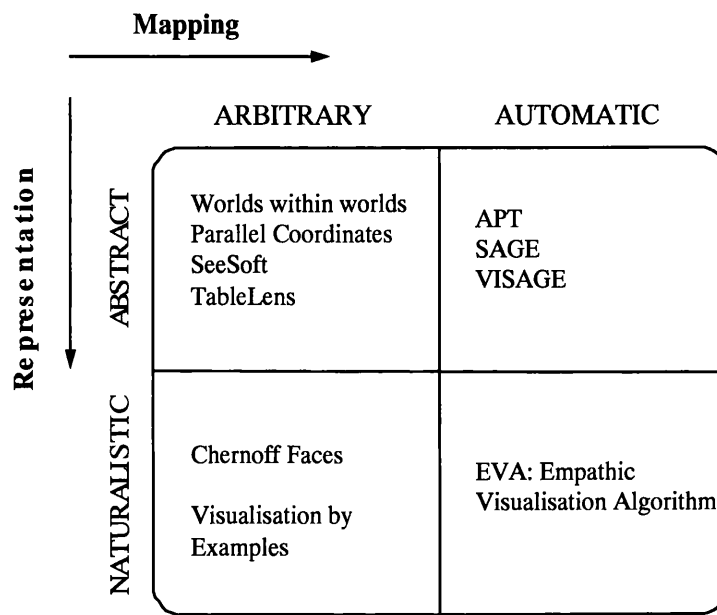 Mapping
ARBITRARY AUTOMATIC
Representation
ABSTRACT
Worlds within worlds
Parallel Coordinates
SeeSoft
TableLens
APT
SAGE
VISAGE
NATURALISTIC
Chernoff Faces
Visualisation by
Examples
EVA: Empathic
Visualisation Algorithm